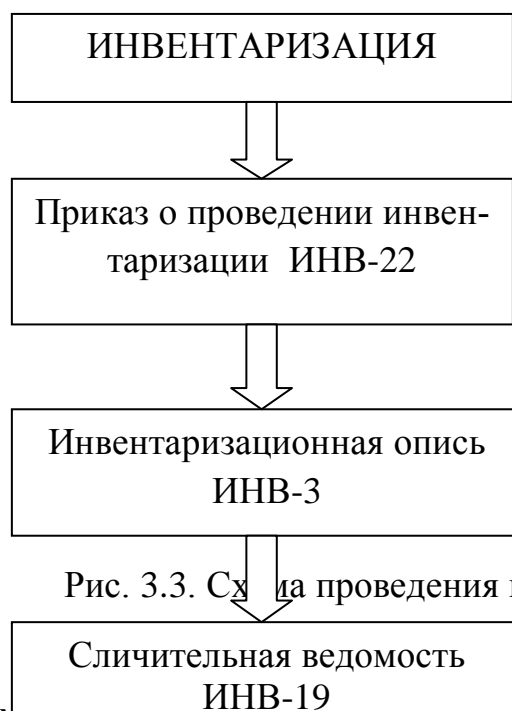 ИНВЕНТАРИЗАЦИЯ
Приказ о проведении инвен-
таризации ИНВ-22
Инвентаризационная опись
ИНВ-3
Рис. 3.3. проведения
Сличительная ведомость
ИНВ-19